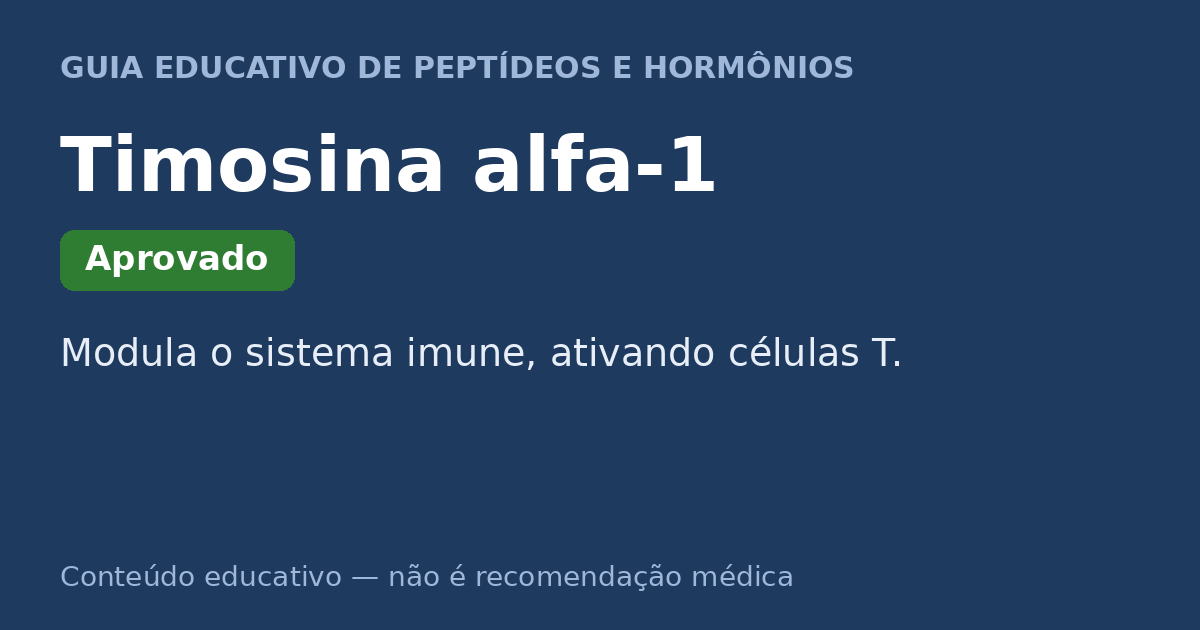 GUIA EDUCATIVO DE PEPTÍDEOS E HORMÔNIOS
Timosina alfa-1
Aprovado
Modula o sistema imune, ativando células T.
Conteúdo educativo — não é recomendação médica